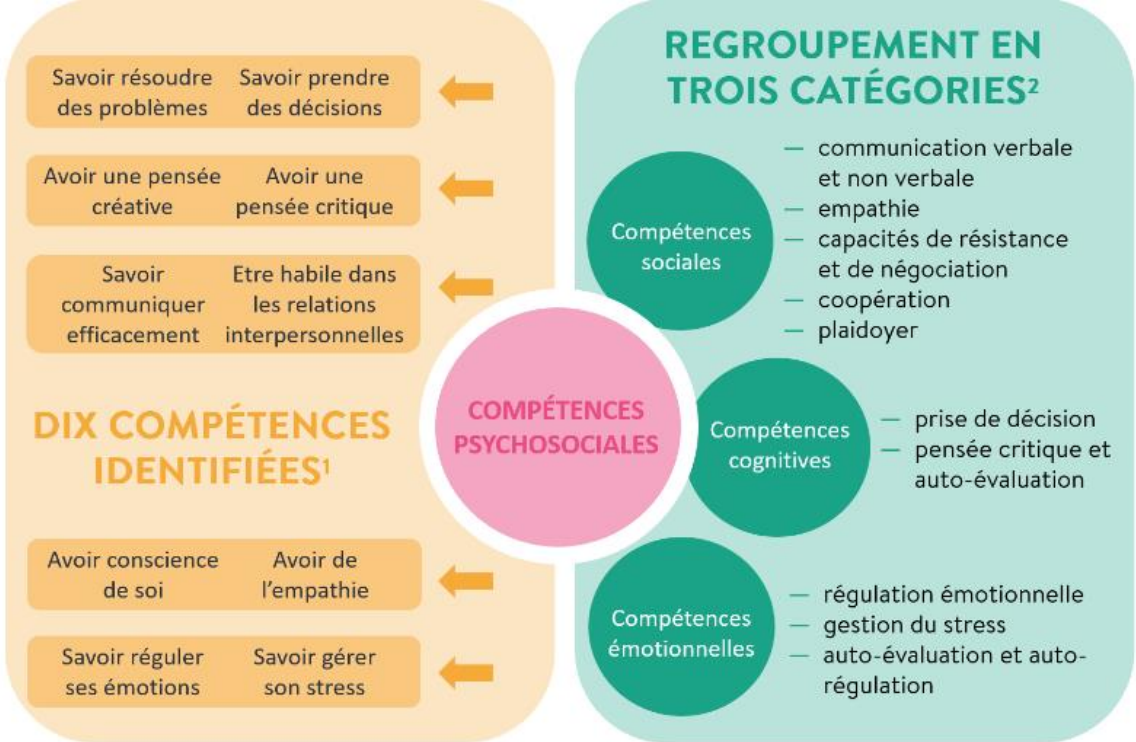 Savoir résoudre
des problèmes
Savoir prendre
des décisions
Avoir une pensée
créative
Avoir une
pensée critique
Savoir
communiquer
efficacement
Etre habile dans
les relations
interpersonnelles
DIX COMPÉTENCES
IDENTIFIÉES¹
Avoir conscience
de soi
Avoir de
l’empathie
Savoir réguler
ses émotions
Savoir gérer
son stress
COMPÉTENCES
PSYCHOSOCIALES
REGROUPEMENT EN
TROIS CATÉGORIES²
Compétences
sociales
— communication verbale
et non verbale
— empathie
— capacités de résistance
et de négociation
— coopération
— plaidoyer
Compétences
cognitives
— prise de décision
— pensée critique et
auto-évaluation
Compétences
émotionnelles
— régulation émotionnelle
— gestion du stress
— auto-évaluation et auto-
régulation